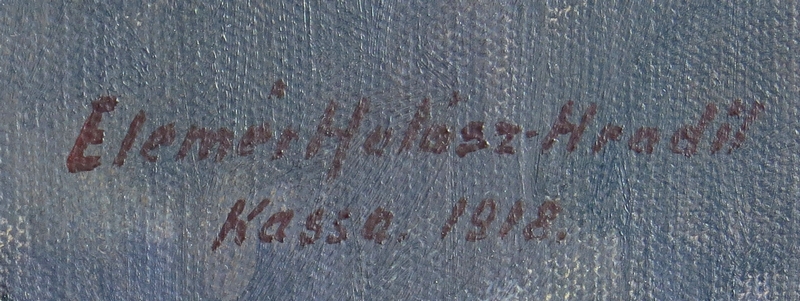 Elemér Halász-Hradil
Kassa. 1918.